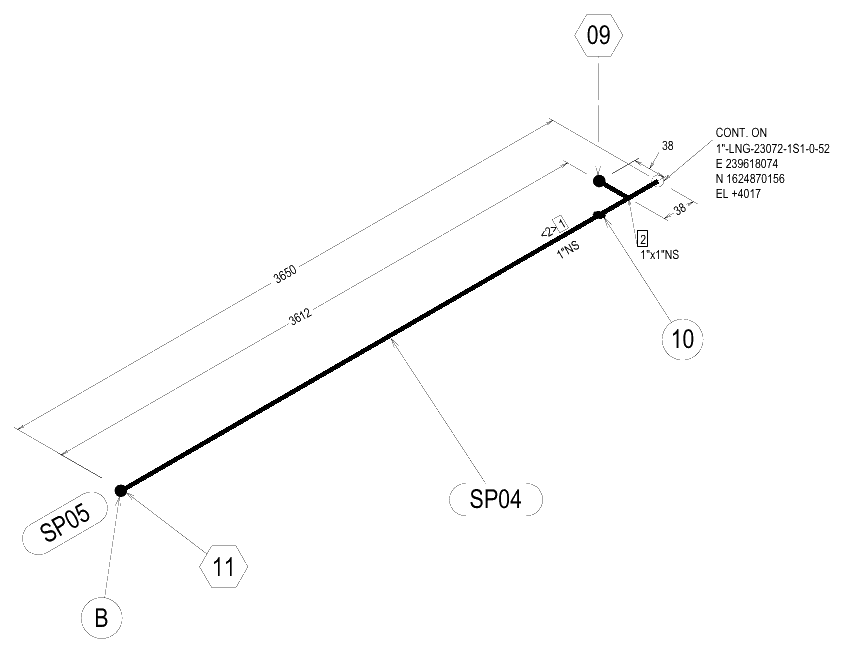 09
CONT. ON
1"-LNG-23072-1S1-0-52
E 239618074
N 1624870156
EL +4017
38
38
<2> 1
1"NS
2
1"x1"NS
3650
3612
10
SP04
SP05
11
B